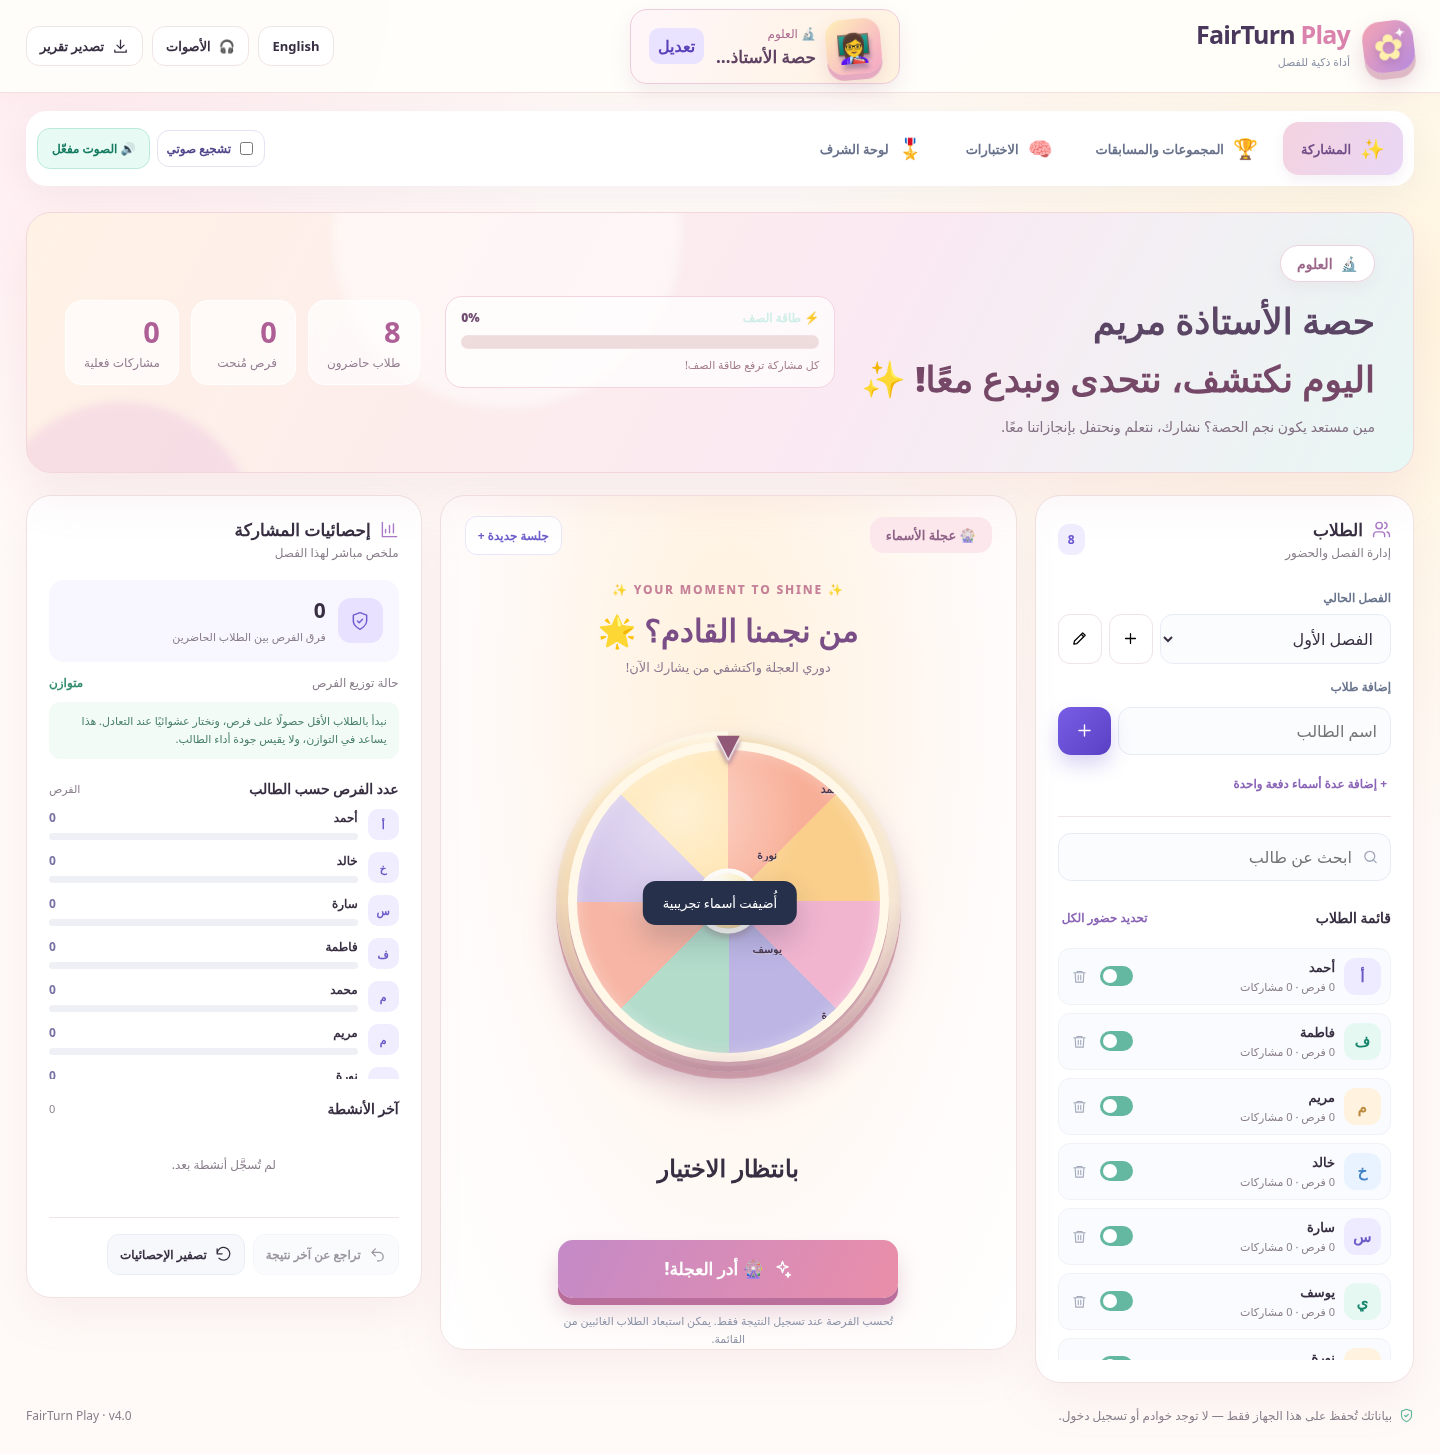 FairTurn Play
أداة ذكية للفصل
🔬 العلوم
حصة الأستاذ...
تعديل
English
🎧 الأصوات
تصدير تقرير
✨ المشاركة
🏆 المجموعات والمسابقات
🧠 الاختبارات
🎖️ لوحة الشرف
تشجيع صوتي
🔊 الصوت مفعّل
🔬 العلوم
حصة الأستاذة مريم
اليوم نكتشف، نتحدى ونبدع معًا! ✨
مين مستعد يكون نجم الحصة؟ نشارك، نتعلم ونحتفل بإنجازاتنا معًا.
⚡ طاقة الصف
0%
كل مشاركة ترفع طاقة الصف!
8
طلاب حاضرون
0
فرص مُنحت
0
مشاركات فعلية
الطلاب
إدارة الفصل والحضور
8
الفصل الحالي
الفصل الأول
إضافة طلاب
اسم الطالب
+ إضافة عدة أسماء دفعة واحدة
ابحث عن طالب
قائمة الطلاب
تحديد حضور الكل
أ
أحمد
0 فرص · 0 مشاركات
ف
فاطمة
0 فرص · 0 مشاركات
م
مريم
0 فرص · 0 مشاركات
خ
خالد
0 فرص · 0 مشاركات
س
سارة
0 فرص · 0 مشاركات
ي
يوسف
0 فرص · 0 مشاركات
نورة
🎡 عجلة الأسماء
جلسة جديدة +
✨ YOUR MOMENT TO SHINE ✨
من نجمنا القادم؟ 🌟
دوري العجلة واكتشفي من يشارك الآن!
نورة
أُضيفت أسماء تجريبية
يوسف
بانتظار الاختيار
🎡 أدر العجلة!
تُحسب الفرصة عند تسجيل النتيجة فقط. يمكن استبعاد الطلاب الغائبين من
القائمة.
إحصائيات المشاركة
ملخص مباشر لهذا الفصل
0
فرق الفرص بين الطلاب الحاضرين
حالة توزيع الفرص
متوازن
نبدأ بالطلاب الأقل حصولًا على فرص، ونختار عشوائيًا عند التعادل. هذا
يساعد في التوازن، ولا يقيس جودة أداء الطالب.
عدد الفرص حسب الطالب
الفرص
أ
أحمد
0
خ
خالد
0
س
سارة
0
ف
فاطمة
0
م
محمد
0
م
مريم
0
نورة
0
آخر الأنشطة
0
لم تُسجَّل أنشطة بعد.
تراجع عن آخر نتيجة
تصفير الإحصائيات
بياناتك تُحفظ على هذا الجهاز فقط — لا توجد خوادم أو تسجيل دخول.
FairTurn Play · v4.0